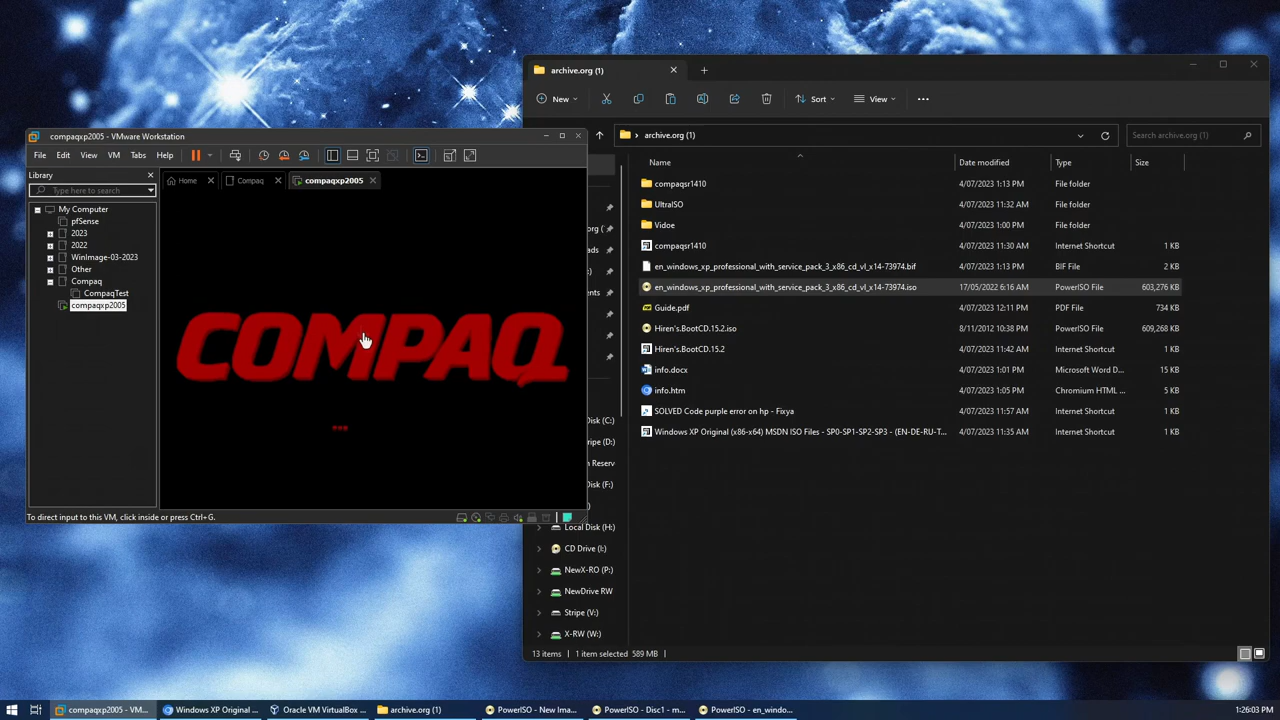 archive.org (1)
New
Sort
View
archive.org (1)
Search archive.org (1)
Name
Date modified
Type
Size
compaqsr1410 4/07/2023 1:13 PM File folder
UltraISO 4/07/2023 11:32 AM File folder
Vidoe 4/07/2023 1:00 PM File folder
compaqsr1410 4/07/2023 11:30 AM Internet Shortcut 1 KB
en_windows_xp_professional_with_service_pack_3_x86_cd_vl_x14-73974.bif 4/07/2023 1:13 PM BIF File 2 KB
en_windows_xp_professional_with_service_pack_3_x86_cd_vl_x14-73974.iso 17/05/2022 6:16 AM PowerISO File 603,276 KB
Guide.pdf 4/07/2023 12:11 PM PDF File 734 KB
Hiren's.BootCD.15.2.iso 8/11/2012 10:38 PM PowerISO File 609,268 KB
Hiren's.BootCD.15.2 4/07/2023 11:42 AM Internet Shortcut 1 KB
info.docx 4/07/2023 1:01 PM Microsoft Word D... 15 KB
info.htm 4/07/2023 1:05 PM Chromium HTML ... 5 KB
SOLVED Code purple error on hp - Fixya 4/07/2023 11:57 AM Internet Shortcut 1 KB
Windows XP Original (x86-x64) MSDN ISO Files - SP0-SP1-SP2-SP3 - (EN-DE-RU-T... 4/07/2023 11:35 AM Internet Shortcut 1 KB
rg (
ads
ents
s
isk (C:)
tripe (D:)
n Reserv
isk (F:)
isk (G:)
Local Disk (H:)
CD Drive (I:)
NewX-RO (P:)
NewDrive RW
Stripe (V:)
X-RW (W:)
13 items
1 item selected 589 MB
compaqxp2005 - VMware Workstation
File Edit View VM Tabs Help
Library
Type here to search
My Computer
pfSense
2023
2022
WinImage-03-2023
Other
Compaq
CompaqTest
compaqxp2005
Home
Compaq
compaqxp2005
COMPAQ
To direct input to this VM, click inside or press Ctrl+G.
compaqxp2005 - VM...
Windows XP Original ...
Oracle VM VirtualBox ...
archive.org (1)
PowerISO - New Ima...
PowerISO - Disc1 - m...
PowerISO - en_windo...
1:26:03 PM